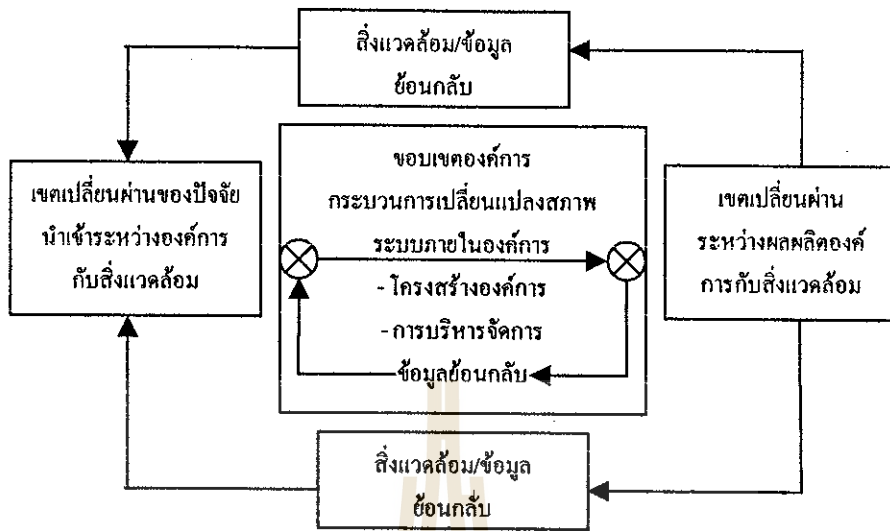 สิ่งแวดล้อม/ข้อมูล
ย้อนกลับ
เขตเปลี่ยนผ่านของปัจจัย
นำเข้าระหว่างองค์การ
กับสิ่งแวดล้อม
ขอบเขตองค์การ
กระบวนการเปลี่ยนแปลงสภาพ
ระบบภายในองค์การ
- โครงสร้างองค์การ
- การบริหารจัดการ
ข้อมูลย้อนกลับ
เขตเปลี่ยนผ่าน
ระหว่างผลผลิตองค์
การกับสิ่งแวดล้อม
สิ่งแวดล้อม/ข้อมูล
ย้อนกลับ